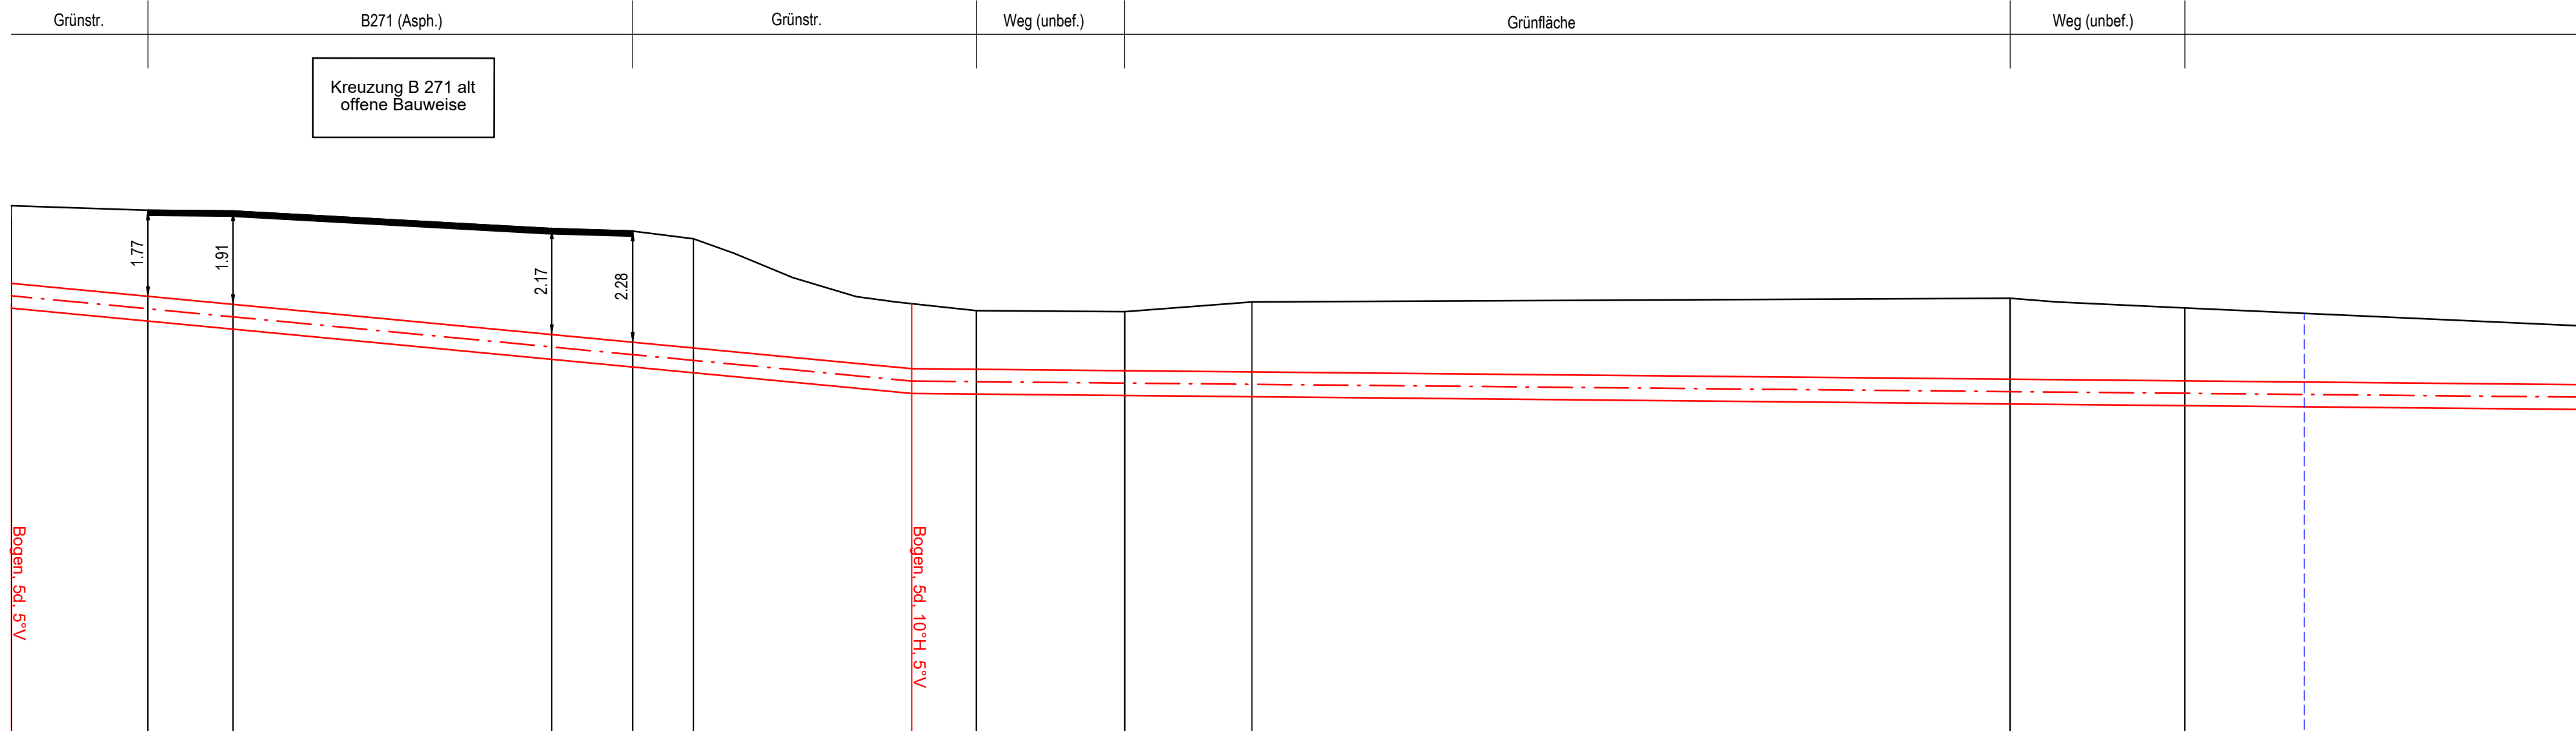 Grünstr.
B271 (Asph.)
Grünstr.
Weg (unbef.)
Grünfläche
Weg (unbef.)
Kreuzung B 271 alt
offene Bauweise
1.77
1.91
2.17
2.28
Bogen, 5d, 5°V
Bogen, 5d, 10°H, 5°V